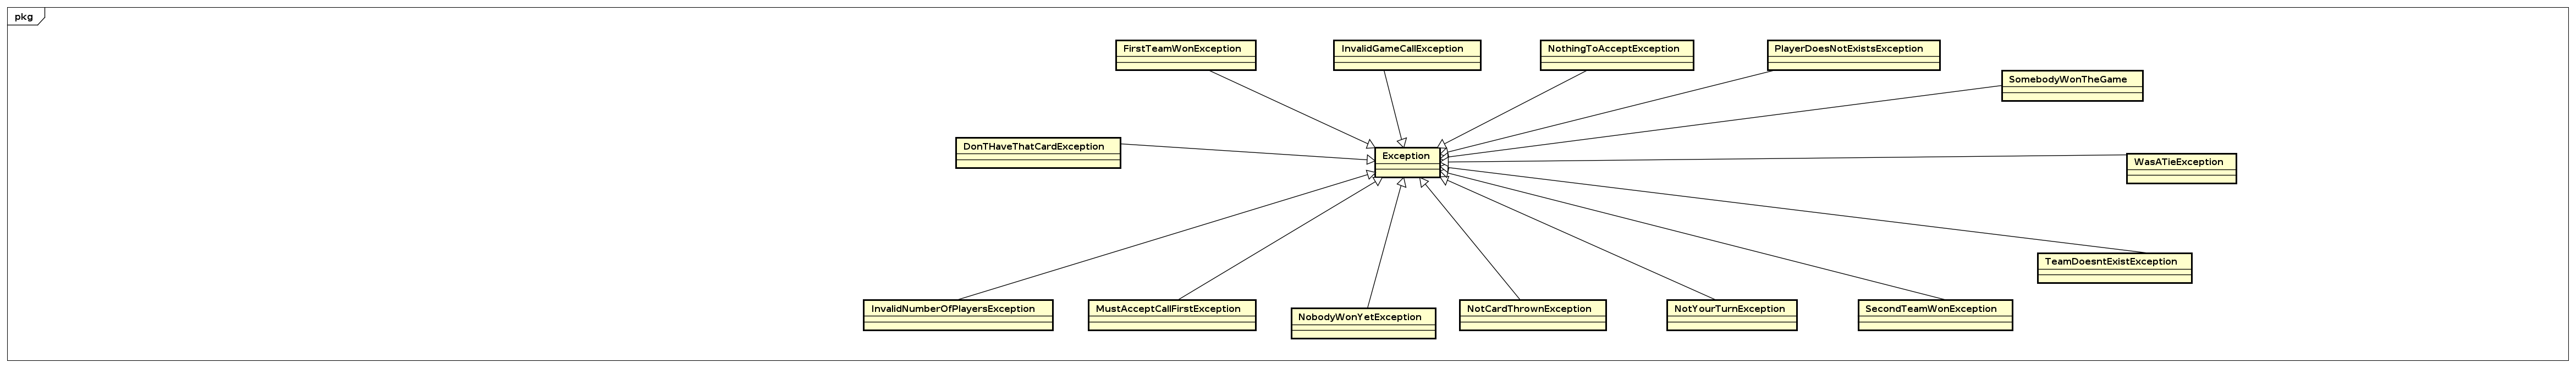 pkg
FirstTeamWonException
InvalidGameCallException
NothingToAcceptException
PlayerDoesNotExistsException
SomebodyWonTheGame
DonTHaveThatCardException
Exception
WasATieException
TeamDoesntExistException
InvalidNumberOfPlayersException
MustAcceptCallFirstException
NobodyWonYetException
NotCardThrownException
NotYourTurnException
SecondTeamWonException